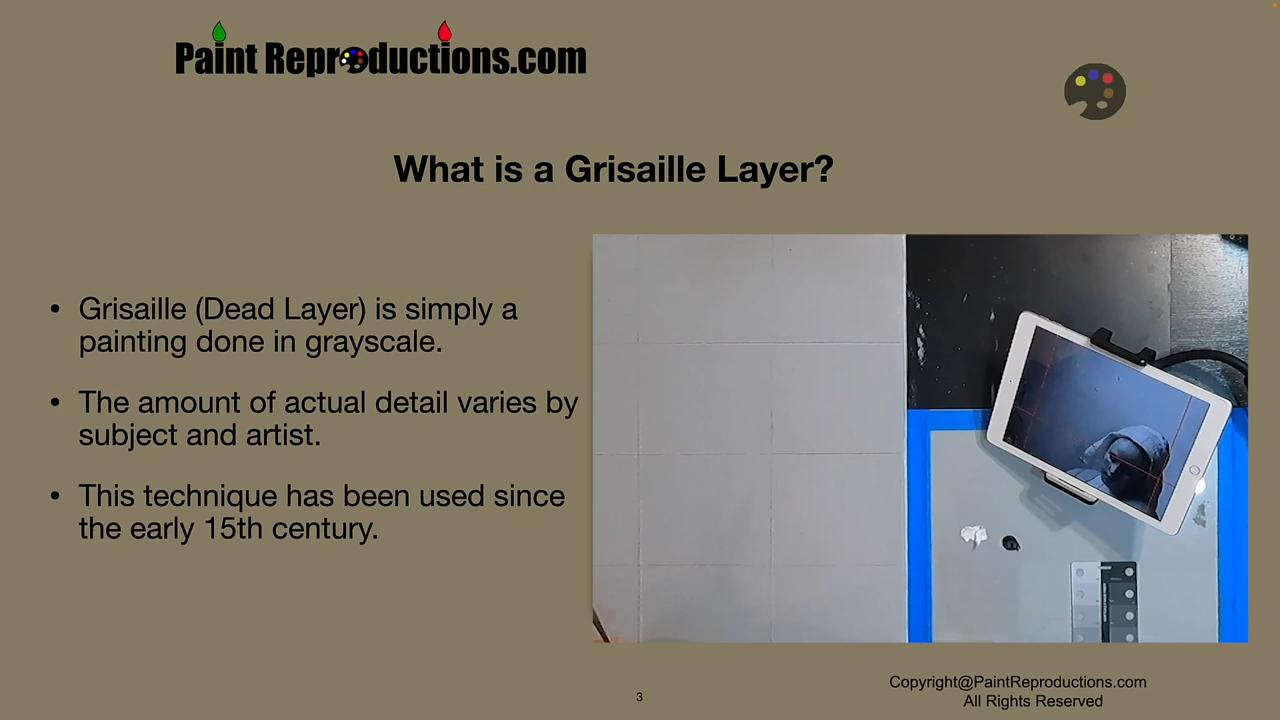 Paint Reproductions.com
What is a Grisaille Layer?
• Grisaille (Dead Layer) is simply a
painting done in grayscale.
• The amount of actual detail varies by
subject and artist.
• This technique has been used since
the early 15th century.
3
Copyright@PaintReproductions.com
All Rights Reserved